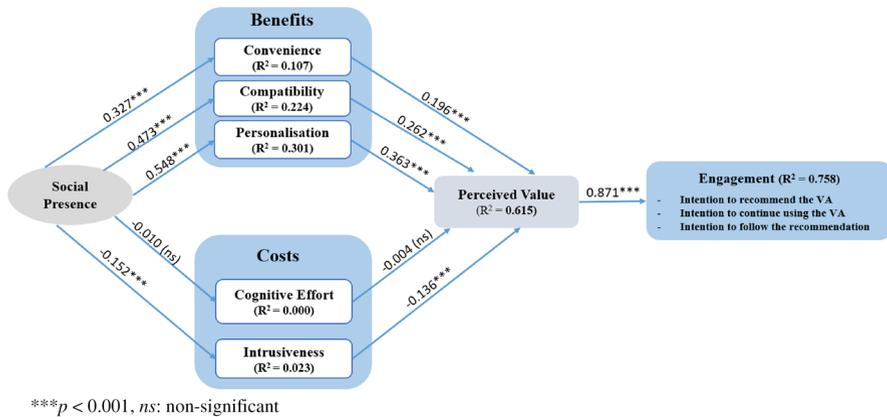 Benefits
Convenience
(R² = 0.107)
Compatibility
(R² = 0.224)
Personalisation
(R² = 0.301)
0.327***
0.473***
0.548***
0.196***
0.262***
0.363***
Social
Presence
Perceived Value
(R² = 0.615)
0.871***
Engagement (R² = 0.758)
- Intention to recommend the VA
- Intention to continue using the VA
- Intention to follow the recommendation
-0.010 (ns)
-0.152***
-0.004 (ns)
-0.136***
Costs
Cognitive Effort
(R² = 0.000)
Intrusiveness
(R² = 0.023)
***p < 0.001, ns: non-significant